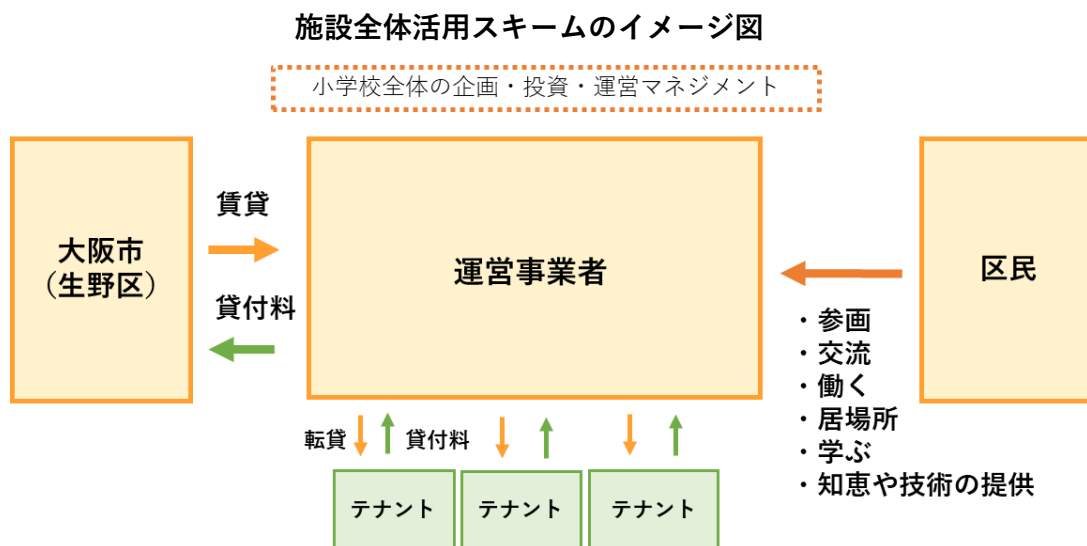 施設全体活用スキームのイメージ図
小学校全体の企画・投資・運営マネジメント
大阪市
（生野区）
賃貸
貸付料
運営事業者
区民
・参画
・交流
・働く
・居場所
・学ぶ
・知恵や技術の提供
転貸
貸付料
テナント
テナント
テナント